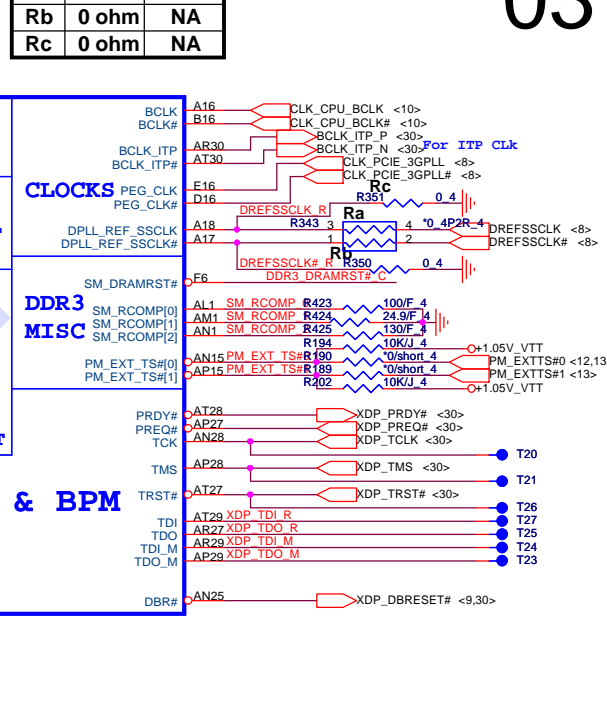 03
Rb 0 ohm NA
Rc 0 ohm NA
BCLK A16 CLK_CPU_BCLK <10>
BCLK# B16 CLK_CPU_BCLK# <10>
BCLK_ITP AR30 BCLK_ITP_P <30>
For ITP CLk
BCLK_ITP# AT30 BCLK_ITP_N <30>
CLOCKS
PEG_CLK E16 CLK_PCIE_3GPLL <8>
PEG_CLK# D16 CLK_PCIE_3GPLL# <8>
Rc
R351 0_4
DREFSSCLK_R
Ra
DPLL_REF_SSCLK A18 R343 3 4 *0_4P2R_4 DREFSSCLK <8>
DPLL_REF_SSCLK# A17 1 2 DREFSSCLK# <8>
Rb
DREFSSCLK#_R R350 0_4
SM_DRAMRST# F6 DDR3_DRAMRST#_C
DDR3
MISC
SM_RCOMP[0] AL1 SM_RCOMP_0 R423 100/F_4
SM_RCOMP[1] AM1 SM_RCOMP R424 24.9/F_4
SM_RCOMP[2] AN1 SM_RCOMP R425 130/F_4
R194 10K/J_4 +1.05V_VTT
PM_EXT_TS#[0] AN15 PM_EXT_TS# R190 *0/short_4 PM_EXTTS#0 <12,13
PM_EXT_TS#[1] AP15 PM_EXT_TS# R189 *0/short_4 PM_EXTTS#1 <13>
R202 10K/J_4 +1.05V_VTT
PRDY# AT28 XDP_PRDY# <30>
PREQ# AP27 XDP_PREQ# <30>
TCK AN28 XDP_TCLK <30>
T20
TMS AP28 XDP_TMS <30>
T21
& BPM
TRST# AT27 XDP_TRST# <30>
T26
TDI AT29 XDP_TDI_R T27
TDO AR27 XDP_TDO_R T25
TDI_M AR29 XDP_TDI_M T24
TDO_M AP29 XDP_TDO_M T23
DBR# AN25 XDP_DBRESET# <9,30>